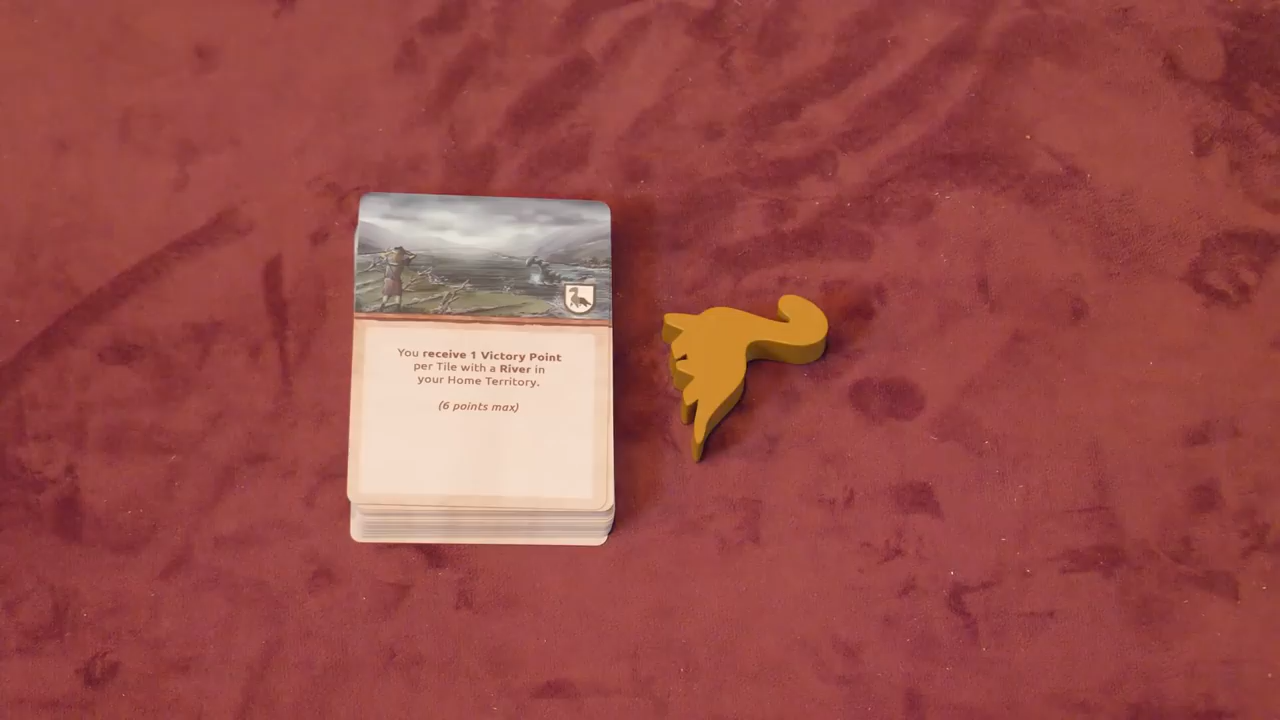 You receive 1 Victory Point
per Tile with a River in
your Home Territory.
(6 points max)